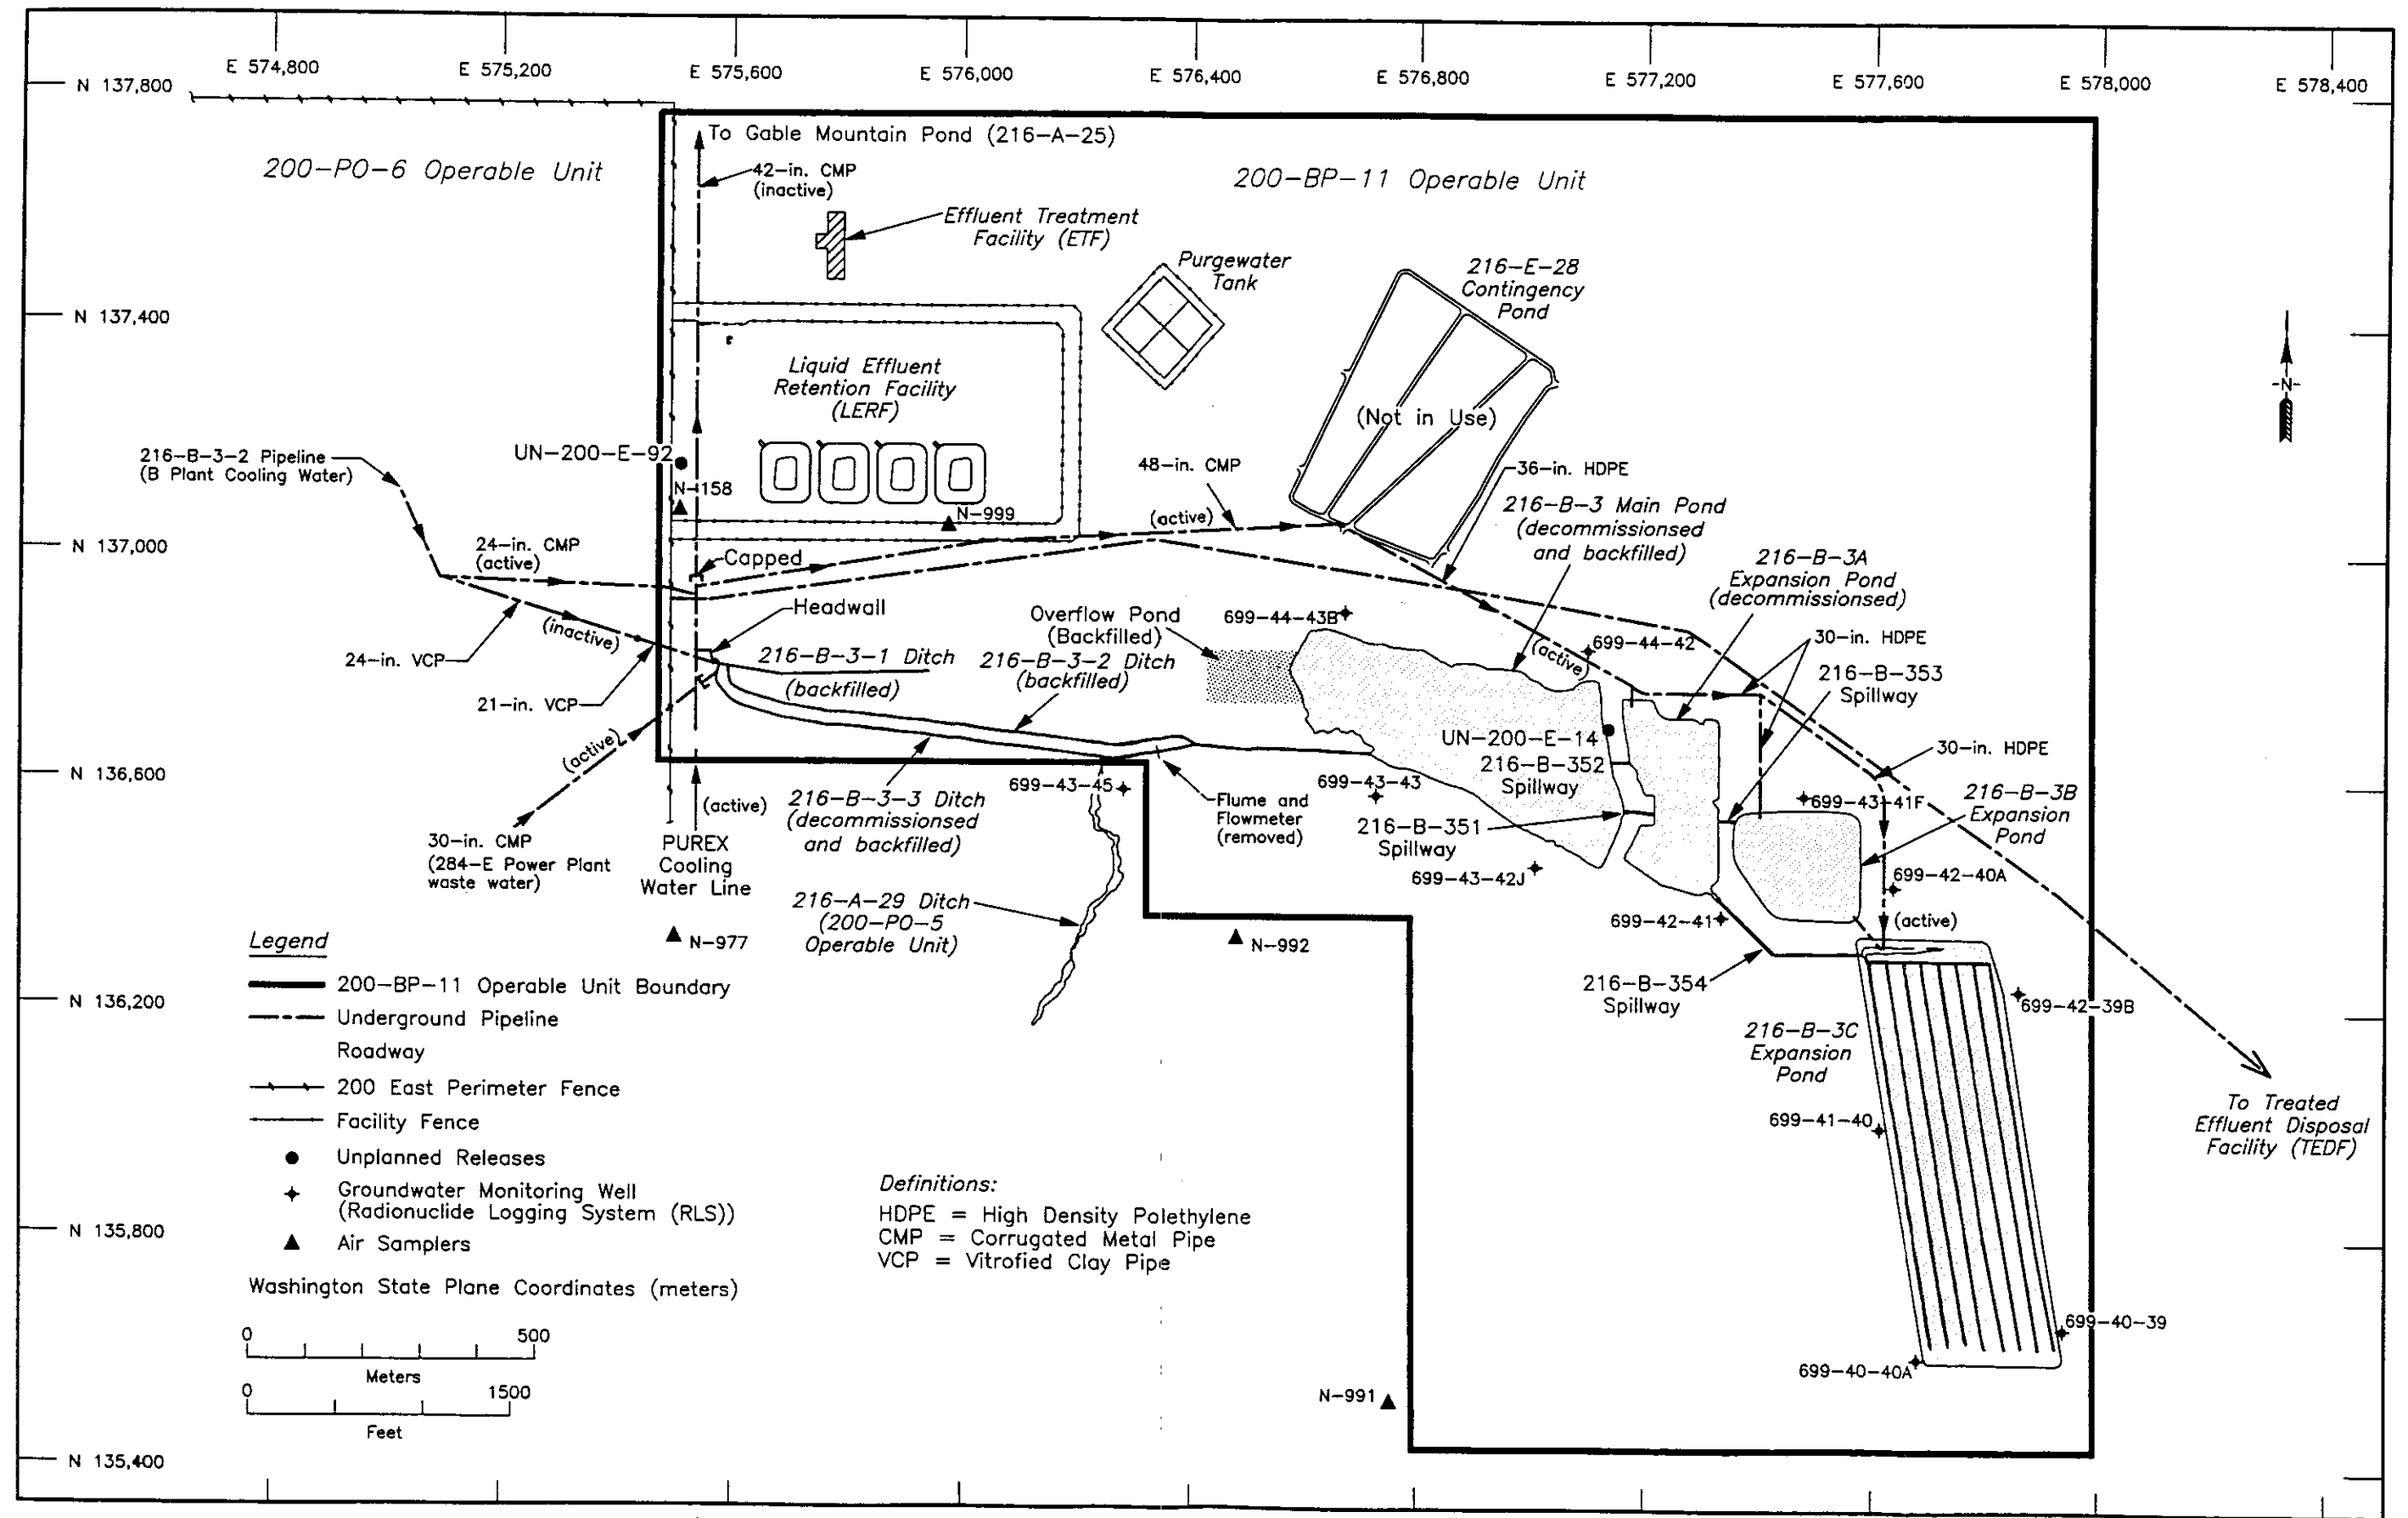 E 574,800
E 575,200
E 575,600
E 576,000
E 576,400
E 576,800
E 577,200
E 577,600
E 578,000
E 578,400
N 137,800
N 137,400
N 137,000
N 136,600
N 136,200
N 135,800
N 135,400
200-PO-6 Operable Unit
To Gable Mountain Pond (216-A-25)
42-in. CMP
(inactive)
200-BP-11 Operable Unit
Effluent Treatment
Facility (ETF)
Purgewater
Tank
216-E-28
Contingency
Pond
(Not in Use)
-N-
Liquid Effluent
Retention Facility
(LERF)
216-B-3-2 Pipeline
(B Plant Cooling Water)
UN-200-E-92
N-158
N-999
48-in. CMP
(active)
36-in. HDPE
216-B-3 Main Pond
(decommissionsed
and backfilled)
24-in. CMP
(active)
Capped
216-B-3A
Expansion Pond
(decommissionsed)
Headwall
Overflow Pond
(Backfilled)
699-44-43B
699-44-42
(active)
30-in. HDPE
(inactive)
24-in. VCP
216-B-3-1 Ditch
(backfilled)
216-B-3-2 Ditch
(backfilled)
216-B-353
Spillway
21-in. VCP
(active)
UN-200-E-14
216-B-352
Spillway
30-in. HDPE
699-43-45
699-43-43
699-43-41F
216-B-3B
Expansion
Pond
(active)
216-B-3-3 Ditch
(decommissionsed
and backfilled)
Flume and
Flowmeter
(removed)
216-B-351
Spillway
30-in. CMP
(284-E Power Plant
waste water)
PUREX
Cooling
Water Line
699-43-42J
699-42-40A
216-A-29 Ditch
(200-PO-5
Operable Unit)
699-42-41
(active)
N-977
N-992
216-B-354
Spillway
699-42-39B
216-B-3C
Expansion
Pond
699-41-40
To Treated
Effluent Disposal
Facility (TEDF)
699-40-39
699-40-40A
N-991
Legend
200-BP-11 Operable Unit Boundary
Underground Pipeline
Roadway
200 East Perimeter Fence
Facility Fence
Unplanned Releases
Groundwater Monitoring Well
(Radionuclide Logging System (RLS))
Air Samplers
Washington State Plane Coordinates (meters)
0 500
Meters
0 1500
Feet
Definitions:
HDPE = High Density Polethylene
CMP = Corrugated Metal Pipe
VCP = Vitrofied Clay Pipe